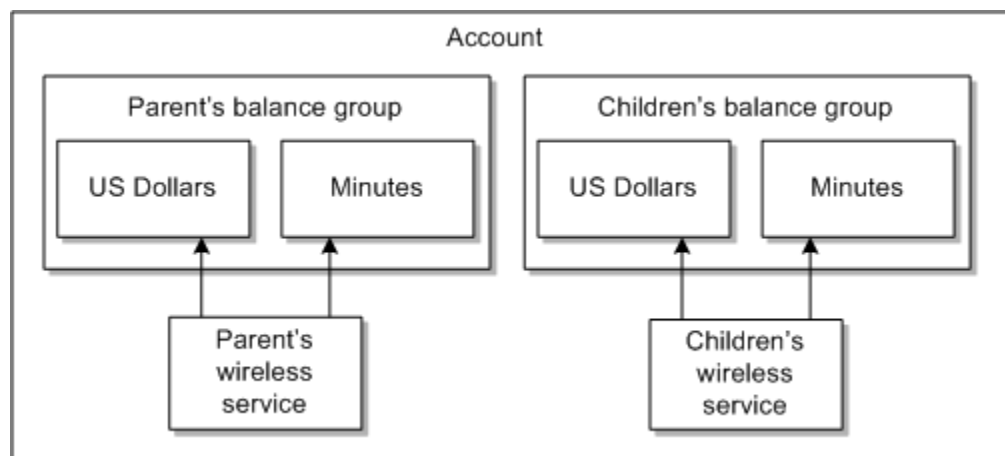 Account
Parent's balance group
US Dollars
Minutes
Parent's
wireless
service
Children's balance group
US Dollars
Minutes
Children's
wireless
service